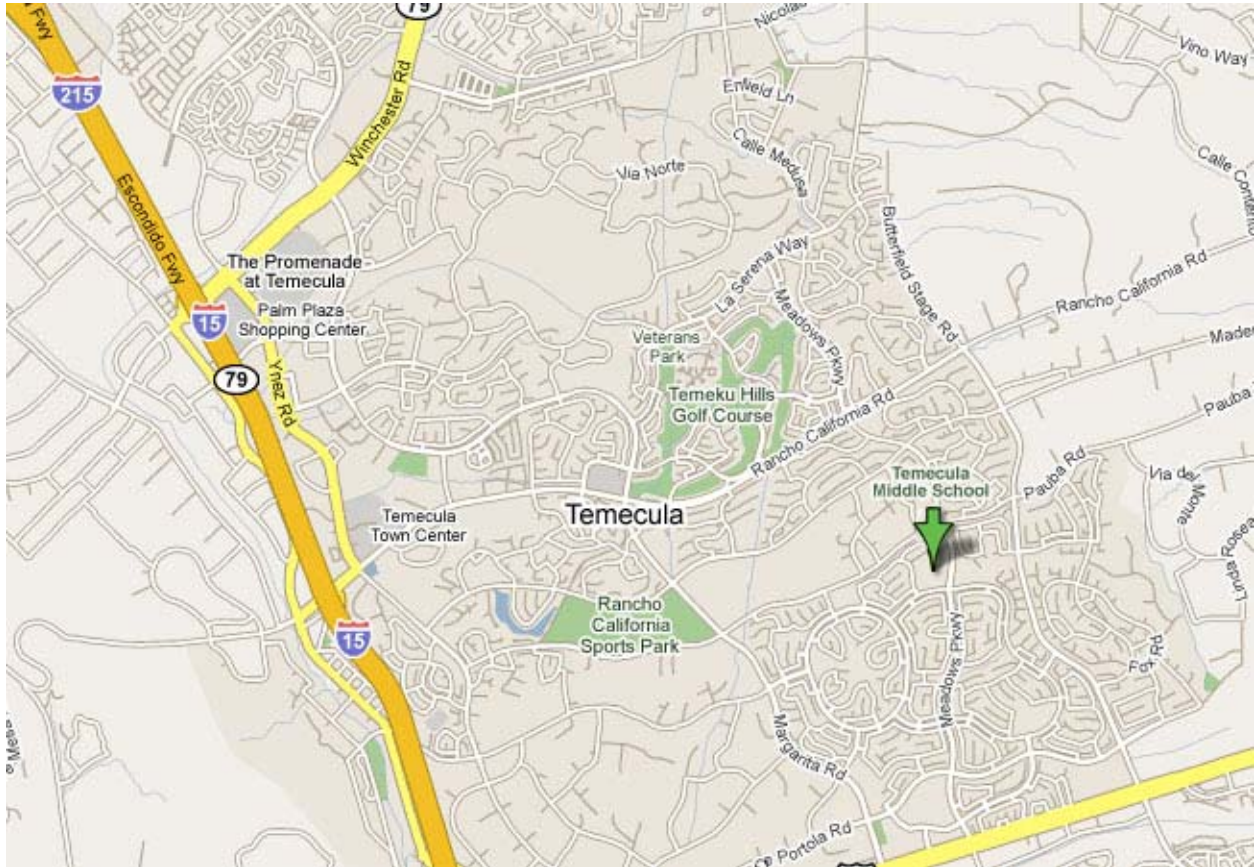 79
Fwy
215
Winchester Rd
Nicolas
Vino Way
Enfield Ln
Calle Medusa
Via Norte
Calle Contento
Escondido Fwy
Butterfield Stage Rd
The Promenade
at Temecula
La Serena Way
Rancho California Rd
Palm Plaza
Shopping Center
15
Meadows Pkwy
Veterans
Park
79
Ynez Rd
Temeku Hills
Golf Course
Rancho California Rd
Pauba
Temecula
Middle School
Pauba Rd
Via del
Monte
Temecula
Temecula
Town Center
Rancho
California
Sports Park
15
Meadows Pkwy
Fox Rd
Margarita Rd
Portola Rd